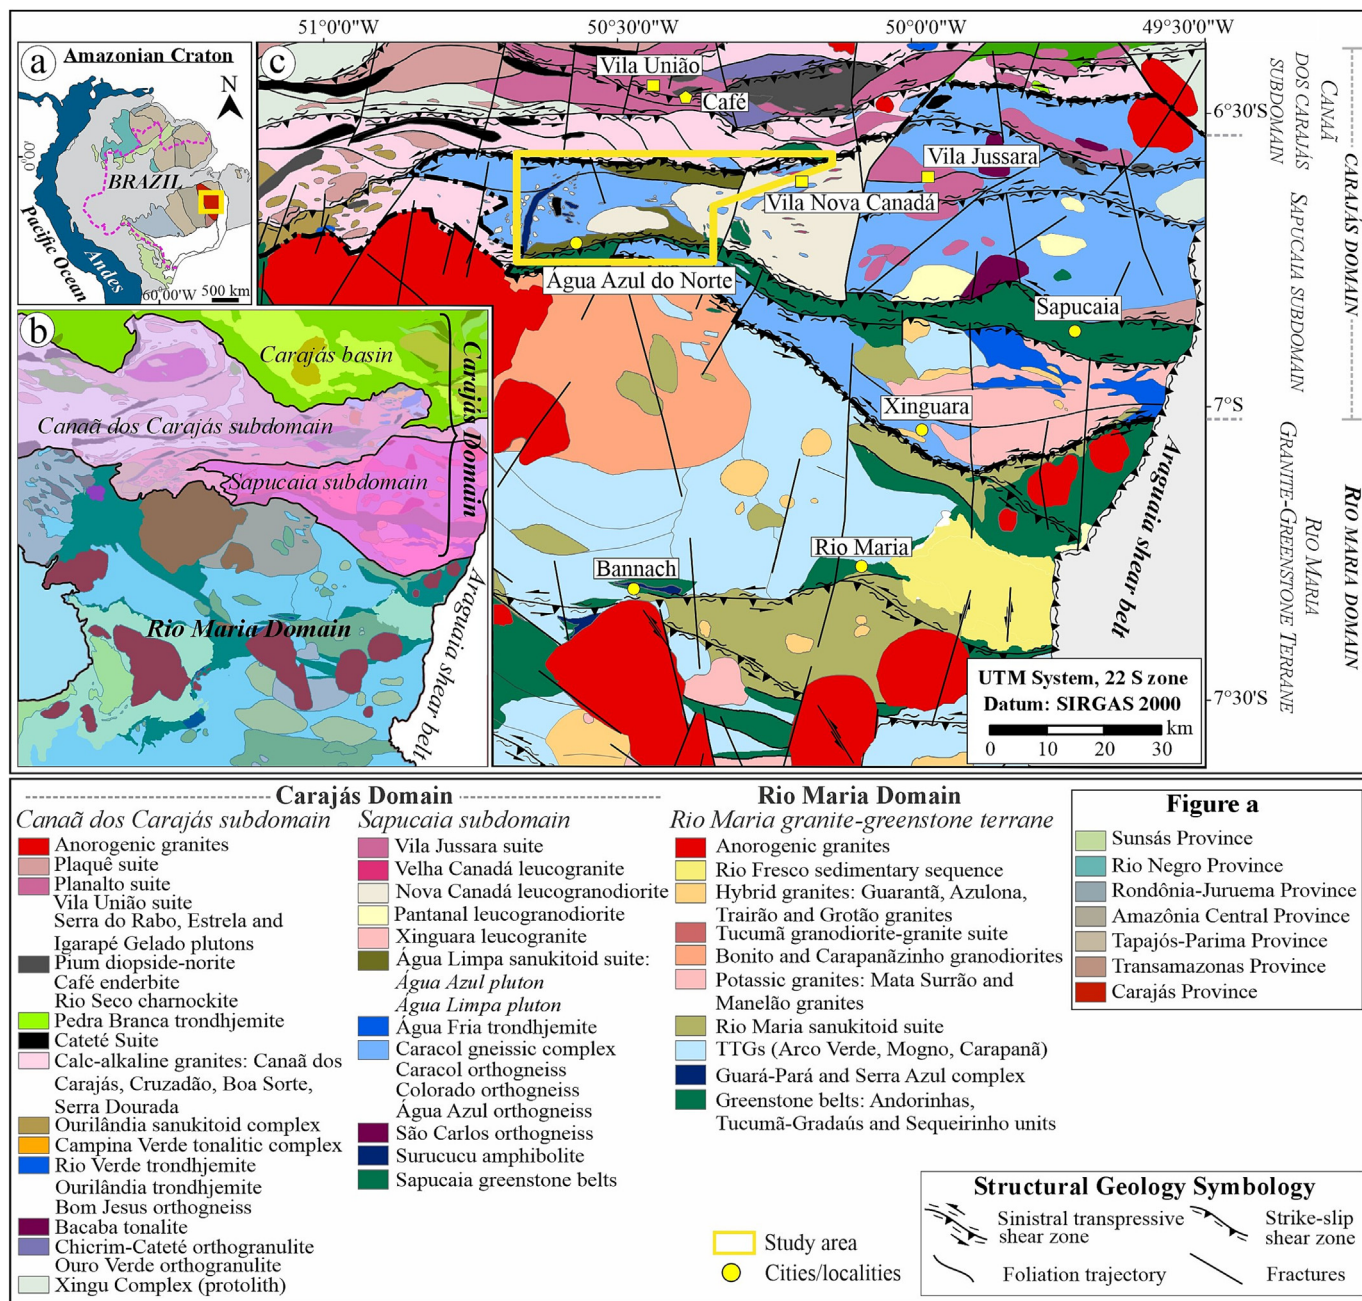 51°0'0"W
50°30'0"W
50°0'0"W
49°30'0"W
a
Amazonian Craton
N
BRAZIL
Pacific Ocean
Andes
60°00'W
500 km
b
Carajás basin
Canaã dos Carajás subdomain
Sapucaia subdomain
Carajás Domain
Rio Maria Domain
Araguaia shear belt
c
Vila União
Café
Vila Jussara
Vila Nova Canadá
Água Azul do Norte
Sapucaia
Xinguara
Rio Maria
Bannach
Araguaia shear belt
UTM System, 22 S zone
Datum: SIRGAS 2000
0 10 20 30 km
6°30'S
7°S
7°30'S
CANAÃ
DOS CARAJÁS
SUBDOMAIN
SAPUCAIA SUBDOMAIN
CARAJÁS DOMAIN
RIO MARIA
GRANITE-GREENSTONE TERRANE
RIO MARIA DOMAIN
Carajás Domain
Canaã dos Carajás subdomain
Anorogenic granites
Plaquê suite
Planalto suite
Vila União suite
Serra do Rabo, Estrela and
Igarapé Gelado plutons
Pium diopside-norite
Café enderbite
Rio Seco charnockite
Pedra Branca trondhjemite
Cateté Suite
Calc-alkaline granites: Canaã dos
Carajás, Cruzadão, Boa Sorte,
Serra Dourada
Ourilândia sanukitoid complex
Campina Verde tonalitic complex
Rio Verde trondhjemite
Ourilândia trondhjemite
Bom Jesus orthogneiss
Bacaba tonalite
Chicrim-Cateté orthogranulite
Ouro Verde orthogranulite
Xingu Complex (protolith)
Sapucaia subdomain
Vila Jussara suite
Velha Canadá leucogranite
Nova Canadá leucogranodiorite
Pantanal leucogranodiorite
Xinguara leucogranite
Água Limpa sanukitoid suite:
Água Azul pluton
Água Limpa pluton
Água Fria trondhjemite
Caracol gneissic complex
Caracol orthogneiss
Colorado orthogneiss
Água Azul orthogneiss
São Carlos orthogneiss
Surucucu amphibolite
Sapucaia greenstone belts
Rio Maria Domain
Rio Maria granite-greenstone terrane
Anorogenic granites
Rio Fresco sedimentary sequence
Hybrid granites: Guarantã, Azulona,
Trairão and Grotão granites
Tucumã granodiorite-granite suite
Bonito and Carapanãzinho granodiorites
Potassic granites: Mata Surrão and
Manelão granites
Rio Maria sanukitoid suite
TTGs (Arco Verde, Mogno, Carapanã)
Guará-Pará and Serra Azul complex
Greenstone belts: Andorinhas,
Tucumã-Gradaús and Sequeirinho units
Study area
Cities/localities
Figure a
Sunsás Province
Rio Negro Province
Rondônia-Juruema Province
Amazônia Central Province
Tapajós-Parima Province
Transamazonas Province
Carajás Province
Structural Geology Symbology
Sinistral transpressive
shear zone
Strike-slip
shear zone
Foliation trajectory
Fractures